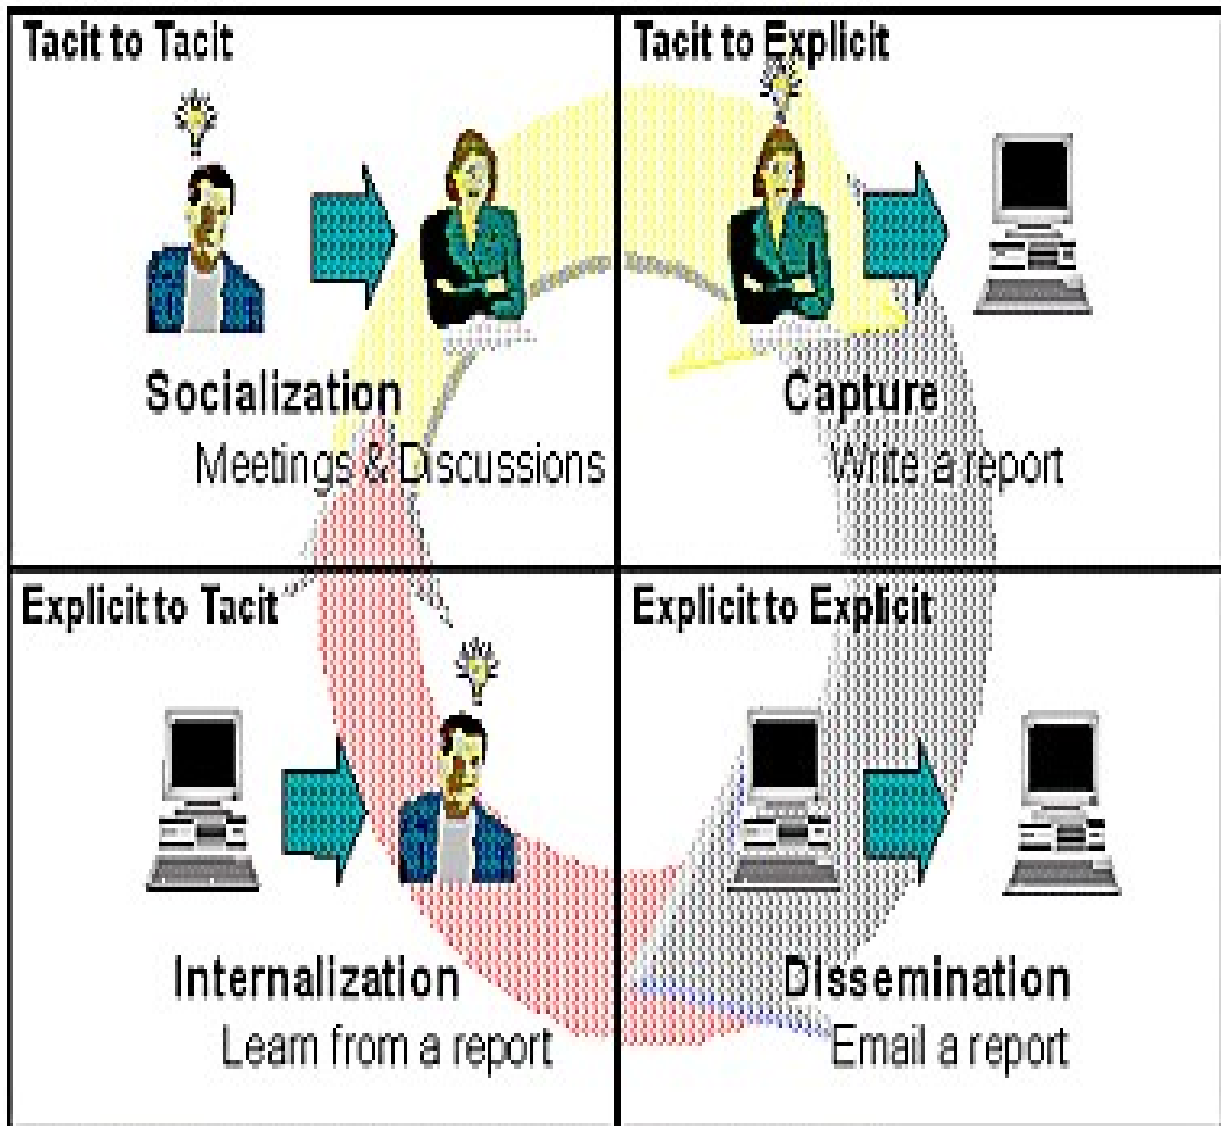 Tacit to Tacit
Socialization
Meetings & Discussions
Tacit to Explicit
Capture
Write a report
Explicit to Tacit
Internalization
Learn from a report
Explicit to Explicit
Dissemination
Email a report